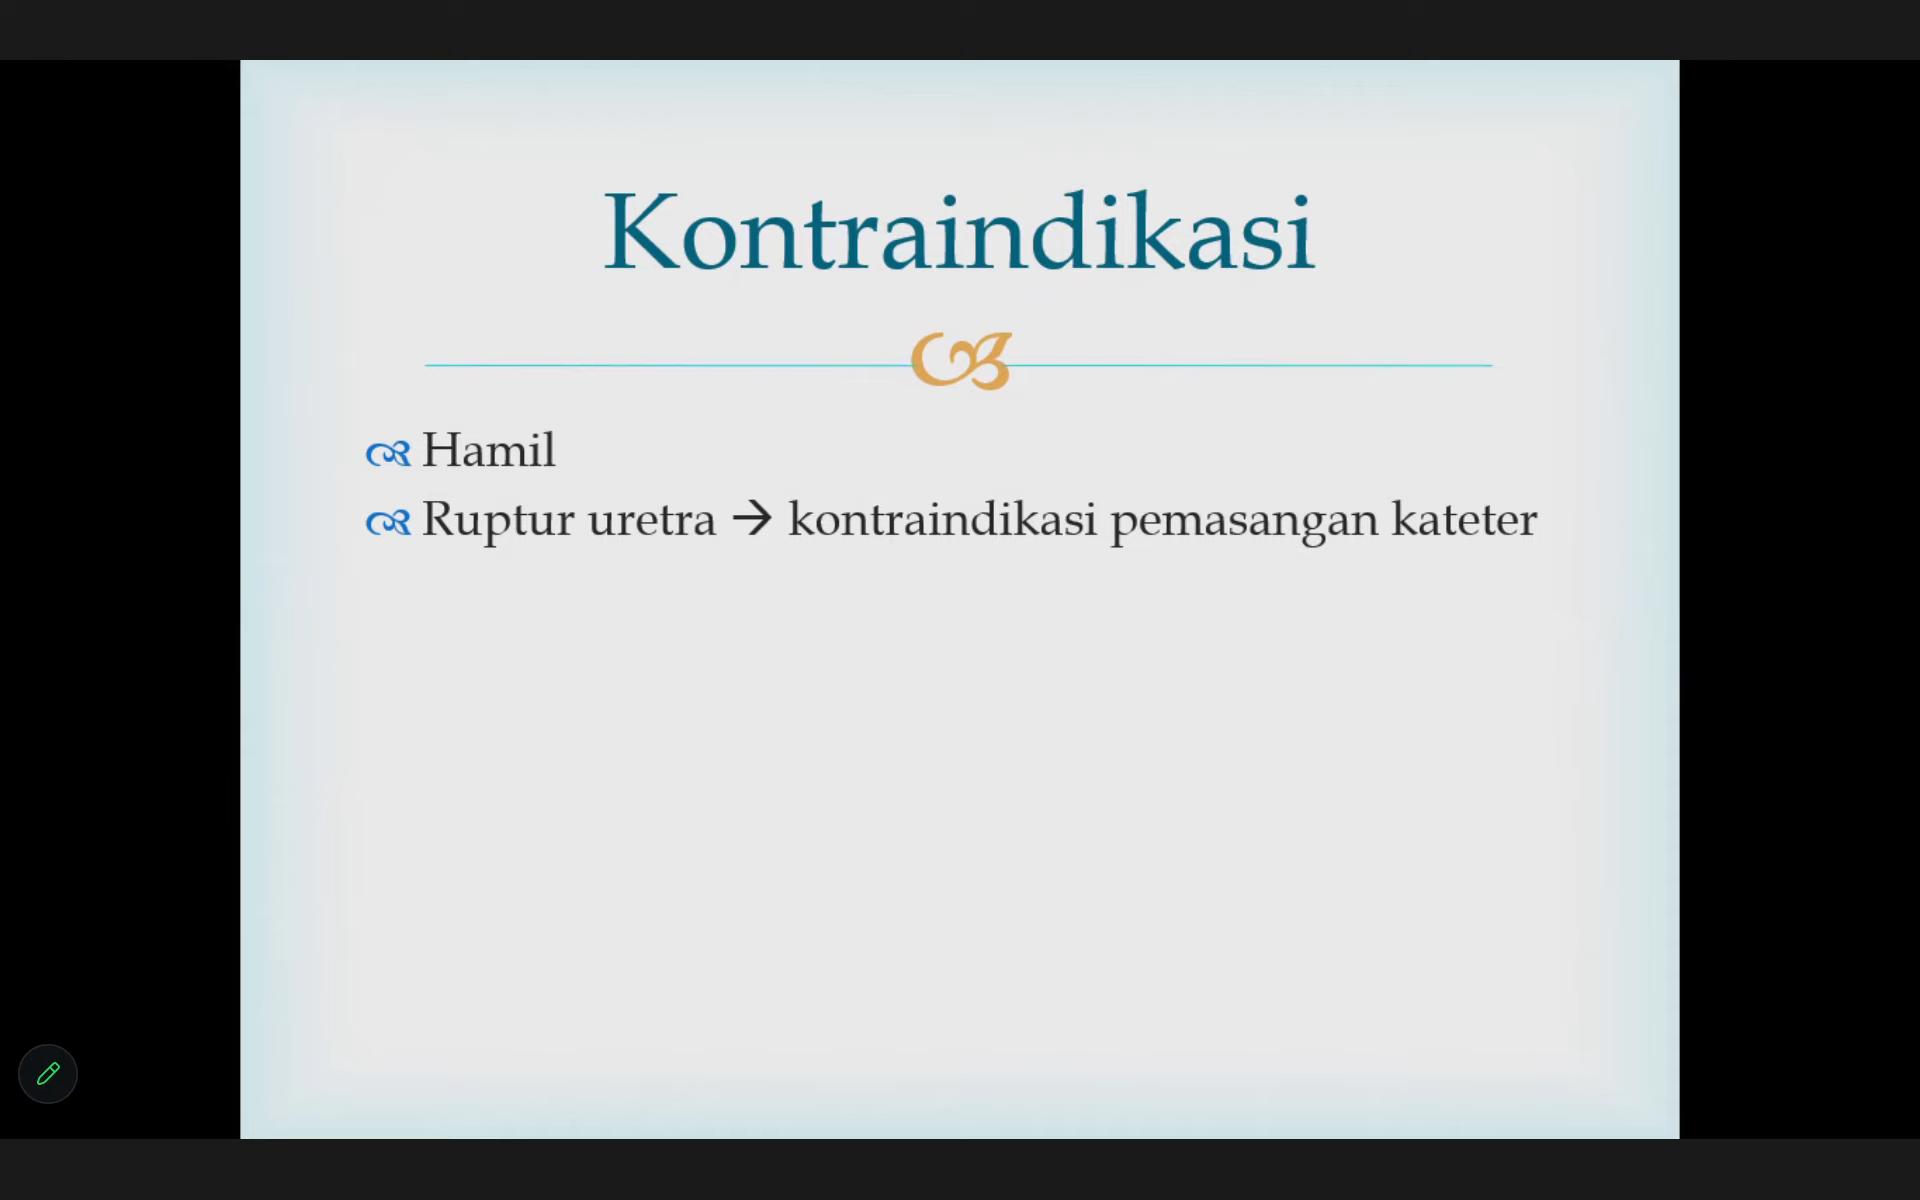 Kontraindikasi
Hamil
Ruptur uretra → kontraindikasi pemasangan kateter